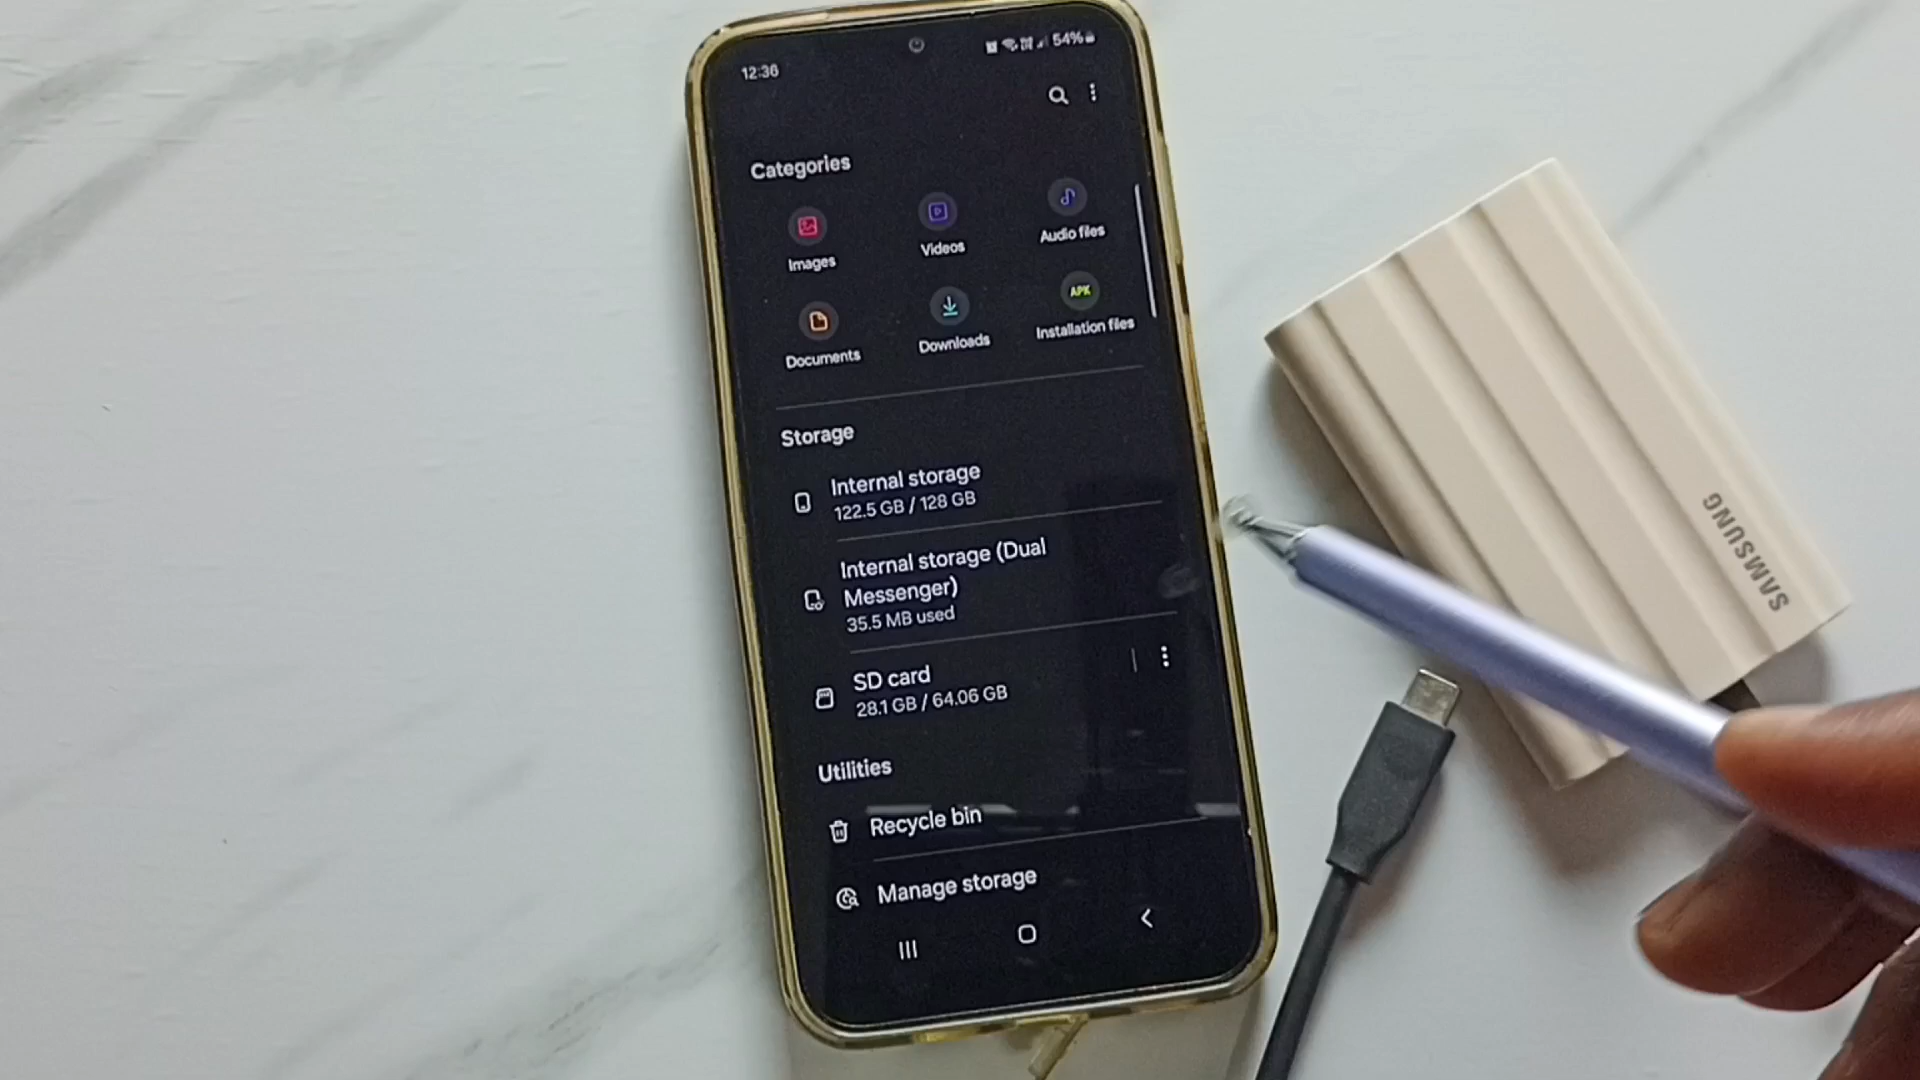 12:36
54%
Categories
Images
Videos
Audio files
APK
Documents
Downloads
Installation files
Storage
Internal storage
122.5 GB / 128 GB
Internal storage (Dual
Messenger)
35.5 MB used
SD card
28.1 GB / 64.06 GB
Utilities
Recycle bin
Manage storage
SAMSUNG